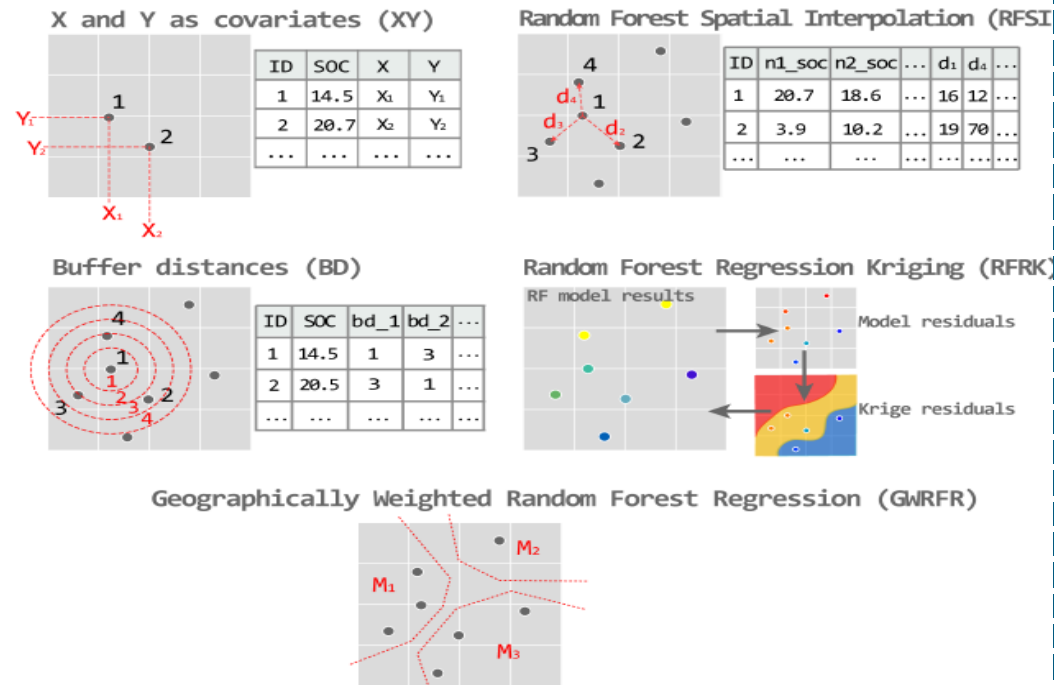 X and Y as covariates (XY)
1
2
Y₁
Y₂
X₁
X₂
ID SOC X Y
1 14.5 X₁ Y₁
2 20.7 X₂ Y₂
... ... ... ...
Random Forest Spatial Interpolation (RFSI
4
d₄
1
d₃
d₂
2
3
ID n1_soc n2_soc ... d₁ d₄ ...
1 20.7 18.6 ... 16 12 ...
2 3.9 10.2 ... 19 70 ...
... ... ... ... ... ... ...
Buffer distances (BD)
4
1
1
2
3
4
2
3
ID SOC bd_1 bd_2 ...
1 14.5 1 3 ...
2 20.5 3 1 ...
... ... ... ...
Random Forest Regression Kriging (RFRK)
RF model results
Model residuals
Krige residuals
Geographically Weighted Random Forest Regression (GWRFR)
M₁
M₂
M₃